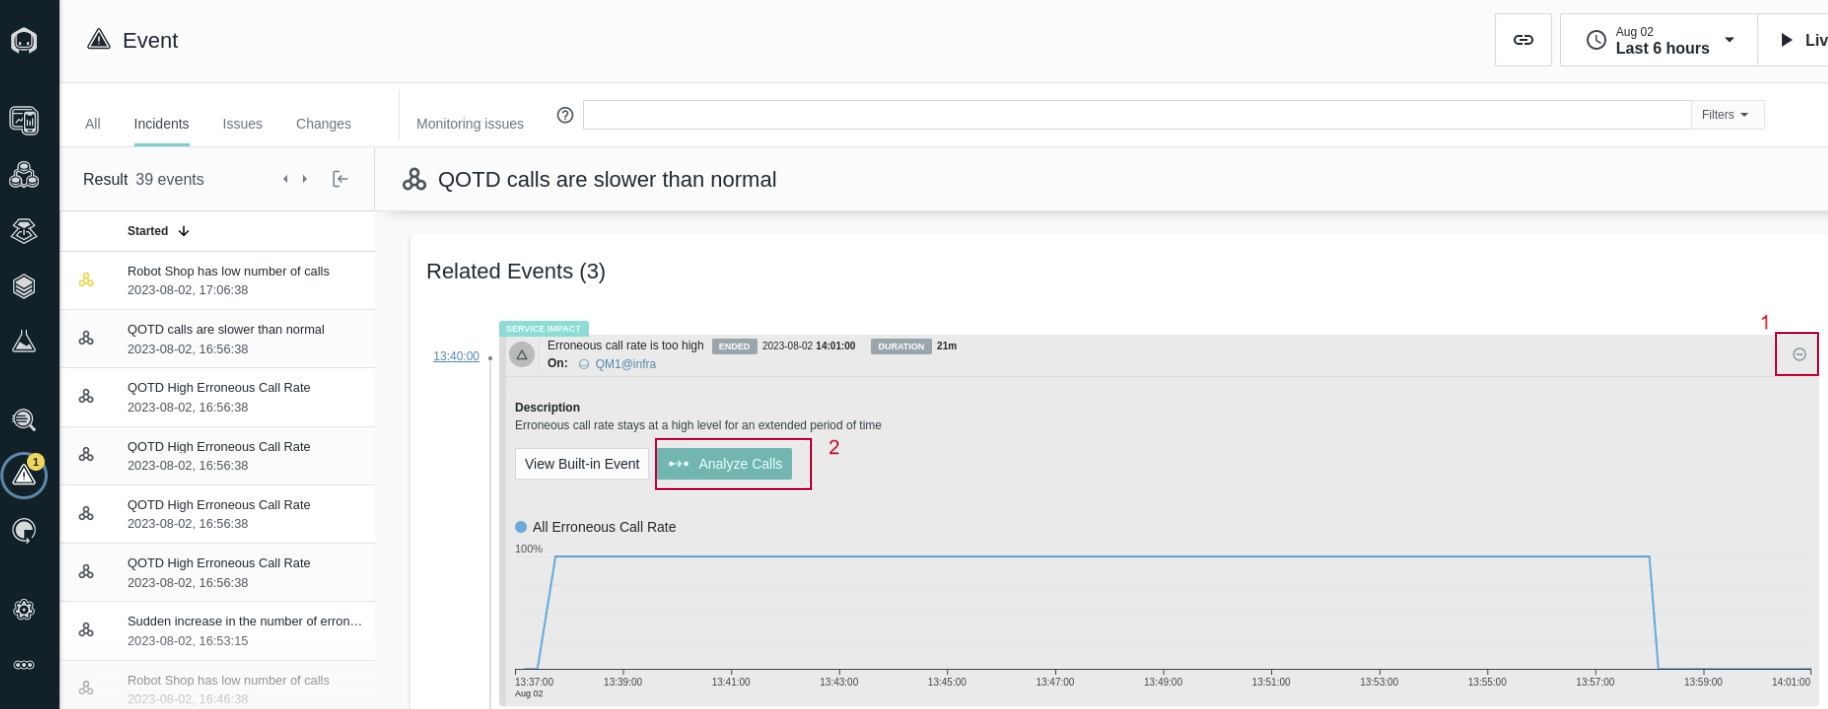 Event
Aug 02
Last 6 hours
Liv
All
Incidents
Issues
Changes
Monitoring issues
Filters
Result 39 events
QOTD calls are slower than normal
Started
Robot Shop has low number of calls
2023-08-02, 17:06:38
QOTD calls are slower than normal
2023-08-02, 16:56:38
QOTD High Erroneous Call Rate
2023-08-02, 16:56:38
QOTD High Erroneous Call Rate
2023-08-02, 16:56:38
QOTD High Erroneous Call Rate
2023-08-02, 16:56:38
QOTD High Erroneous Call Rate
2023-08-02, 16:56:38
Sudden increase in the number of erron…
2023-08-02, 16:53:15
Robot Shop has low number of calls
2023-08-02, 16:46:38
1
Related Events (3)
1
SERVICE IMPACT
13:40:00
Erroneous call rate is too high ENDED 2023-08-02 14:01:00 DURATION 21m
On: QM1@infra
Description
Erroneous call rate stays at a high level for an extended period of time
2
View Built-in Event
Analyze Calls
All Erroneous Call Rate
100%
13:37:00 13:39:00 13:41:00 13:43:00 13:45:00 13:47:00 13:49:00 13:51:00 13:53:00 13:55:00 13:57:00 13:59:00 14:01:00
Aug 02